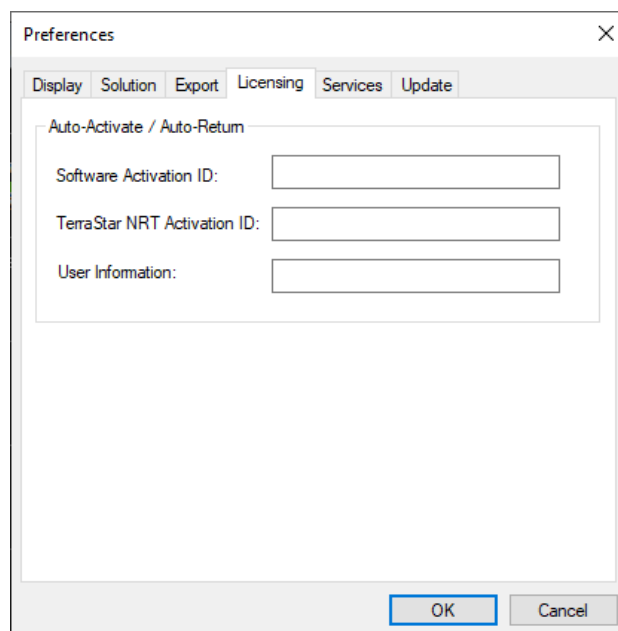 Preferences
Display Solution Export Licensing Services Update
Auto-Activate / Auto-Return
Software Activation ID:
TerraStar NRT Activation ID:
User Information:
OK Cancel